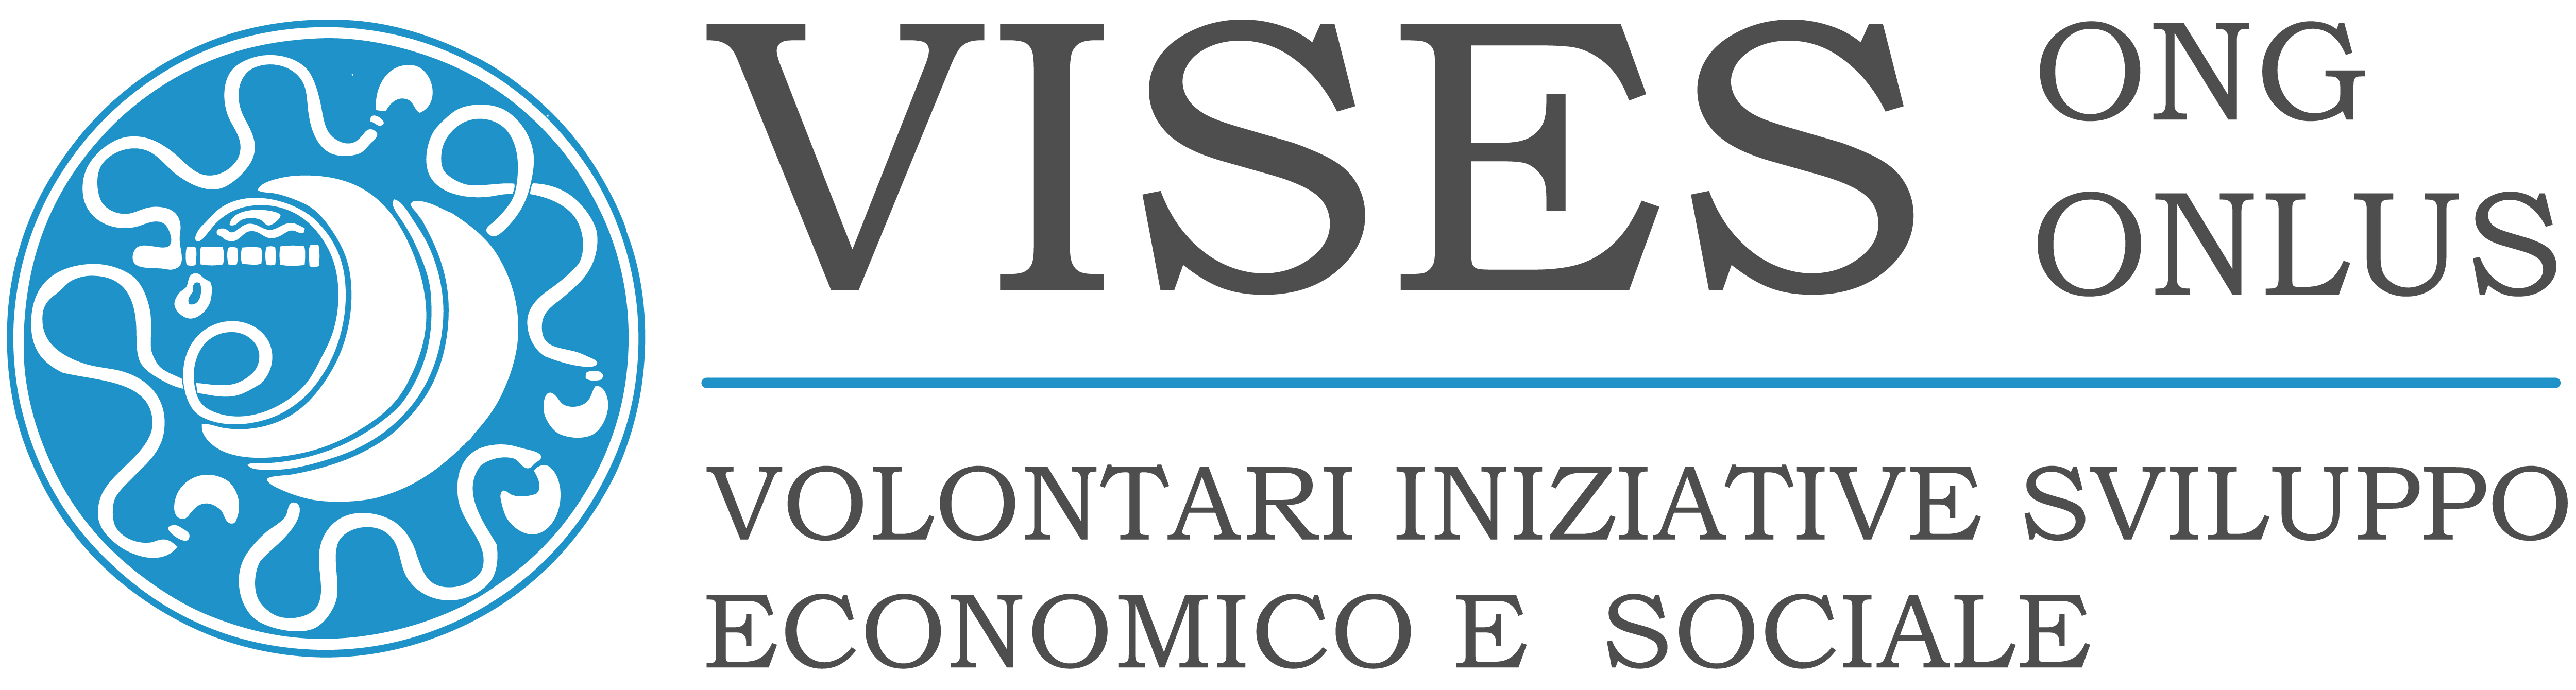 VISES
ONG
ONLUS
VOLONTARI INIZIATIVE SVILUPPO
ECONOMICO E SOCIALE